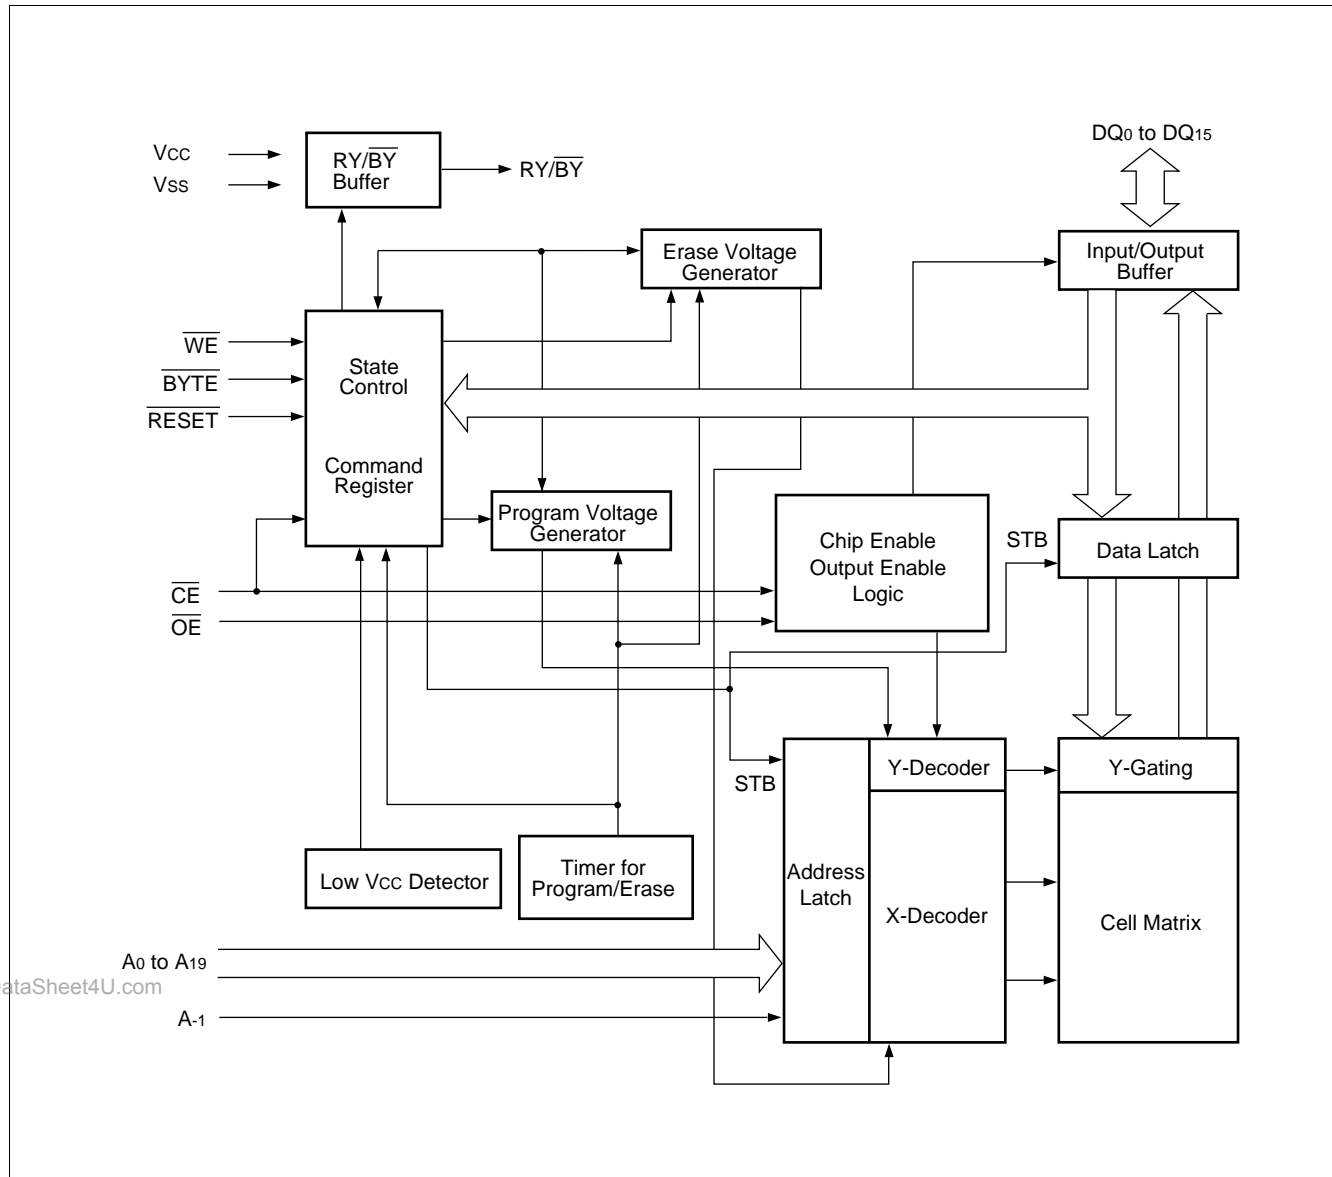 DQ0 to DQ15
VCC
VSS
RY/BY
Buffer
RY/BY
Erase Voltage
Generator
Input/Output
Buffer
WE
BYTE
RESET
State
Control
Command
Register
Program Voltage
Generator
Chip Enable
Output Enable
Logic
STB
Data Latch
CE
OE
STB
Y-Decoder
Y-Gating
Low VCC Detector
Timer for
Program/Erase
Address
Latch
X-Decoder
Cell Matrix
A0 to A19
ataSheet4U.com
A-1